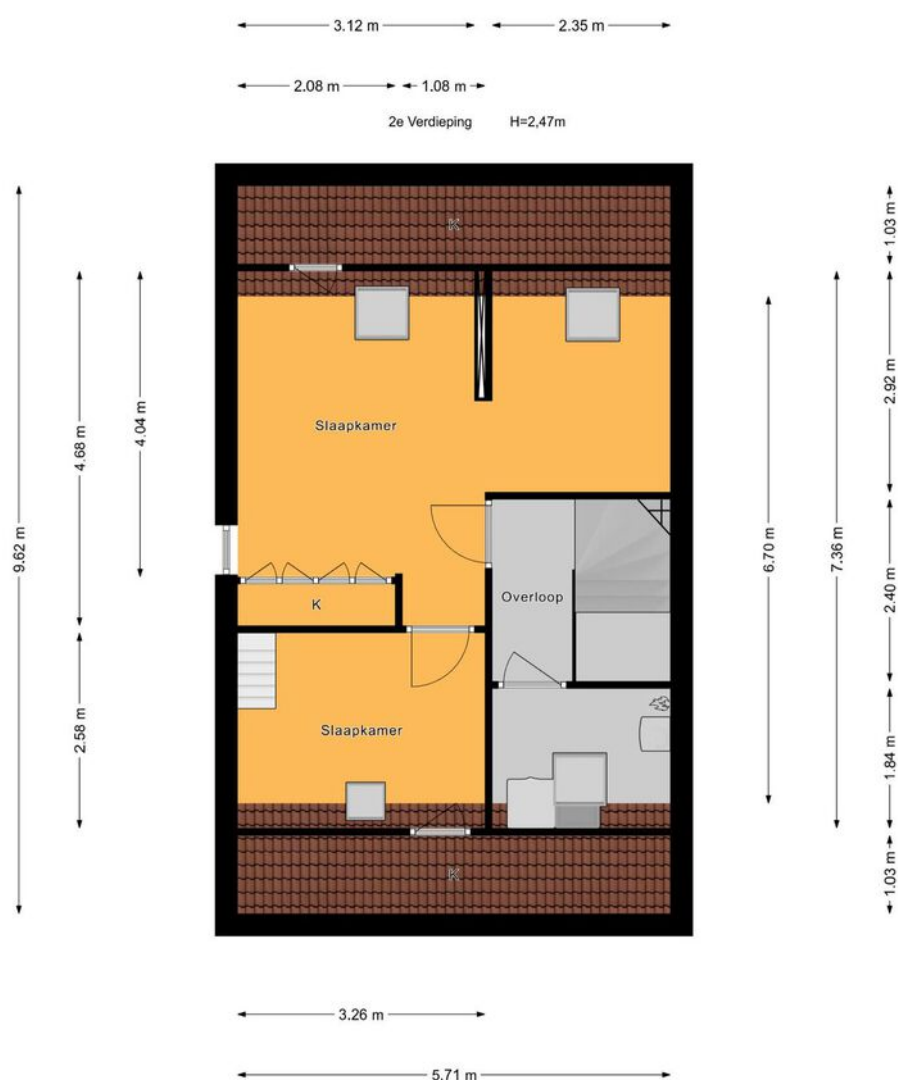 3.12 m
2.35 m
2.08 m
1.08 m
2e Verdieping H=2,47m
K
1.03 m
2.92 m
4.04 m
4.68 m
Slaapkamer
9.62 m
6.70 m
7.36 m
2.40 m
K
Overloop
2.58 m
Slaapkamer
1.84 m
K
1.03 m
3.26 m
5.71 m